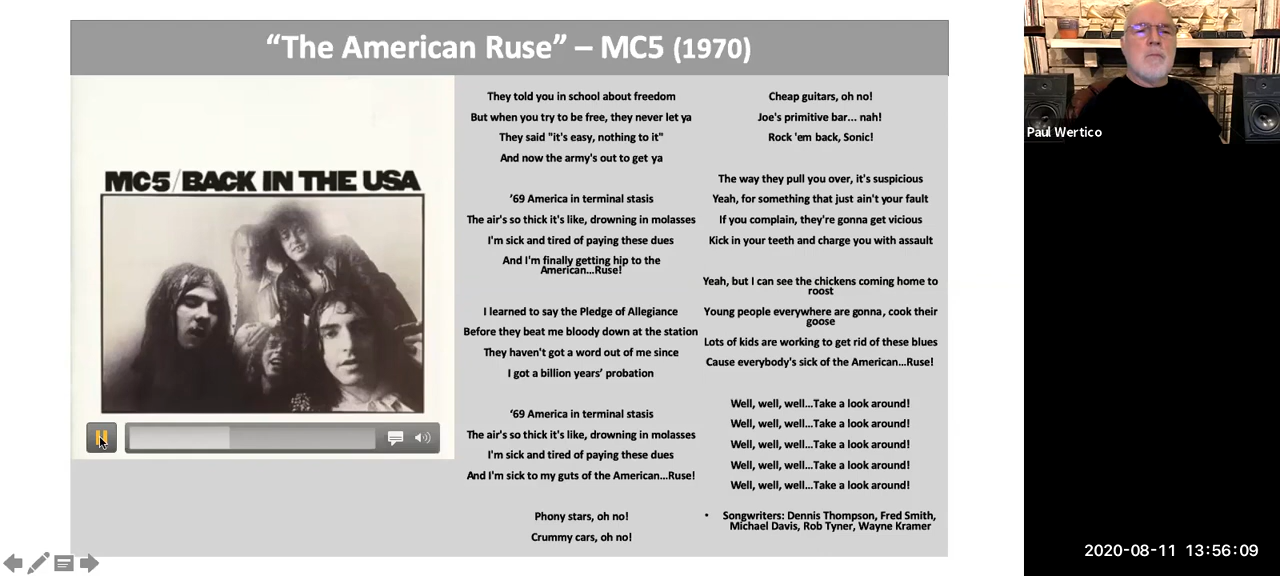 “The American Ruse” – MC5 (1970)
MC5/BACK IN THE USA
They told you in school about freedom
But when you try to be free, they never let ya
They said "it's easy, nothing to it"
And now the army's out to get ya
’69 America in terminal stasis
The air's so thick it's like, drowning in molasses
I'm sick and tired of paying these dues
And I'm finally getting hip to the
American...Ruse!
I learned to say the Pledge of Allegiance
Before they beat me bloody down at the station
They haven't got a word out of me since
I got a billion years’ probation
‘69 America in terminal stasis
The air's so thick it's like, drowning in molasses
I'm sick and tired of paying these dues
And I'm sick to my guts of the American...Ruse!
Phony stars, oh no!
Crummy cars, oh no!
Cheap guitars, oh no!
Joe's primitive bar... nah!
Rock 'em back, Sonic!
The way they pull you over, it's suspicious
Yeah, for something that just ain't your fault
If you complain, they're gonna get vicious
Kick in your teeth and charge you with assault
Yeah, but I can see the chickens coming home to
roost
Young people everywhere are gonna, cook their
goose
Lots of kids are working to get rid of these blues
Cause everybody's sick of the American...Ruse!
Well, well, well...Take a look around!
Well, well, well...Take a look around!
Well, well, well...Take a look around!
Well, well, well...Take a look around!
Well, well, well...Take a look around!
• Songwriters: Dennis Thompson, Fred Smith,
Michael Davis, Rob Tyner, Wayne Kramer
Paul Wertico
2020-08-11 13:56:09